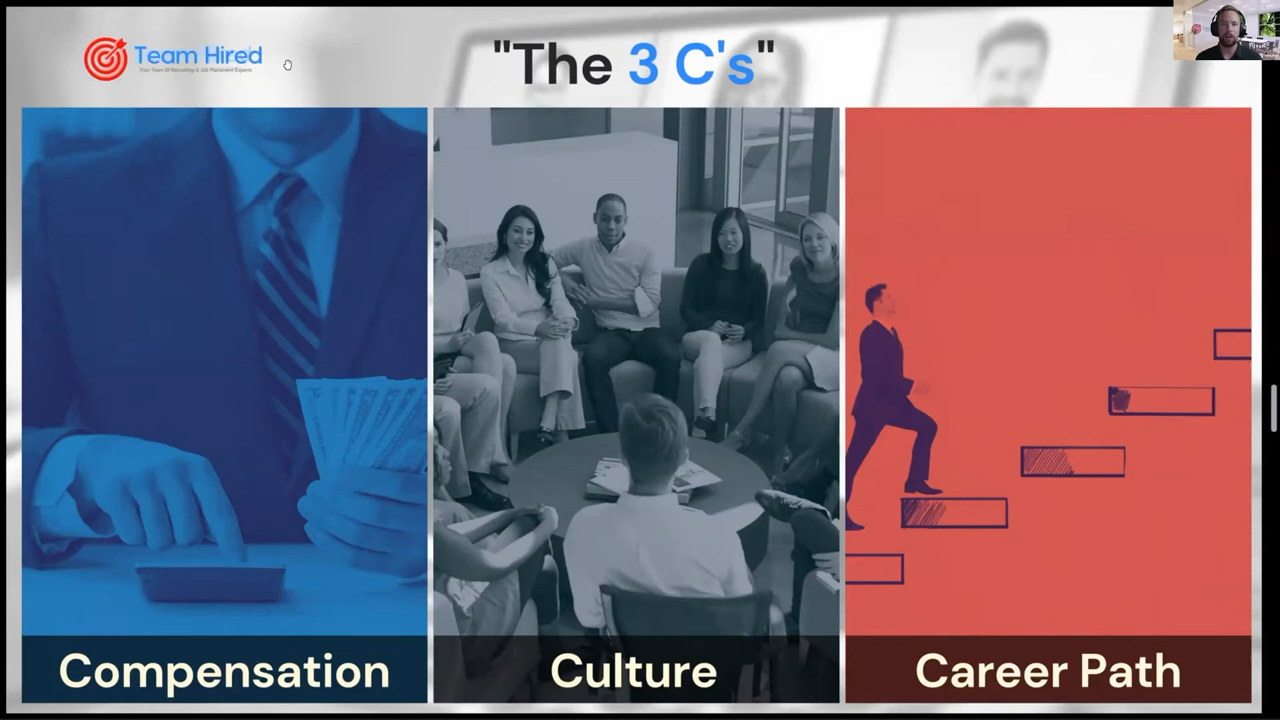 Team Hired
Your Team Of Recruiting & Job Placement Experts
"The 3 C's"
Compensation
Culture
Career Path